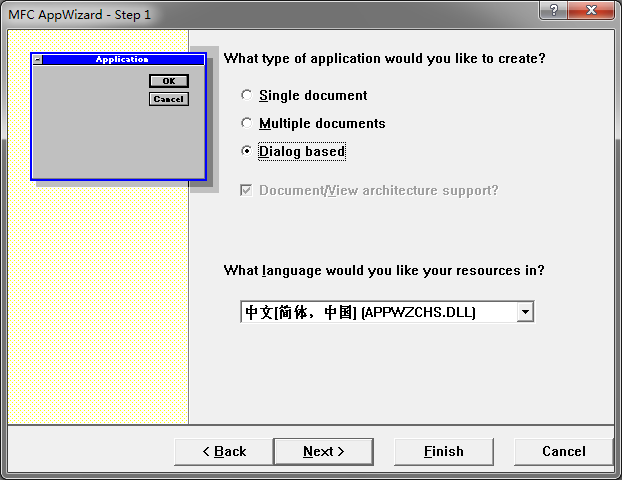 MFC AppWizard - Step 1
Application
OK
Cancel
What type of application would you like to create?
Single document
Multiple documents
Dialog based
Document/View architecture support?
What language would you like your resources in?
中文[简体，中国] (APPWZCHS.DLL)
< Back
Next >
Finish
Cancel